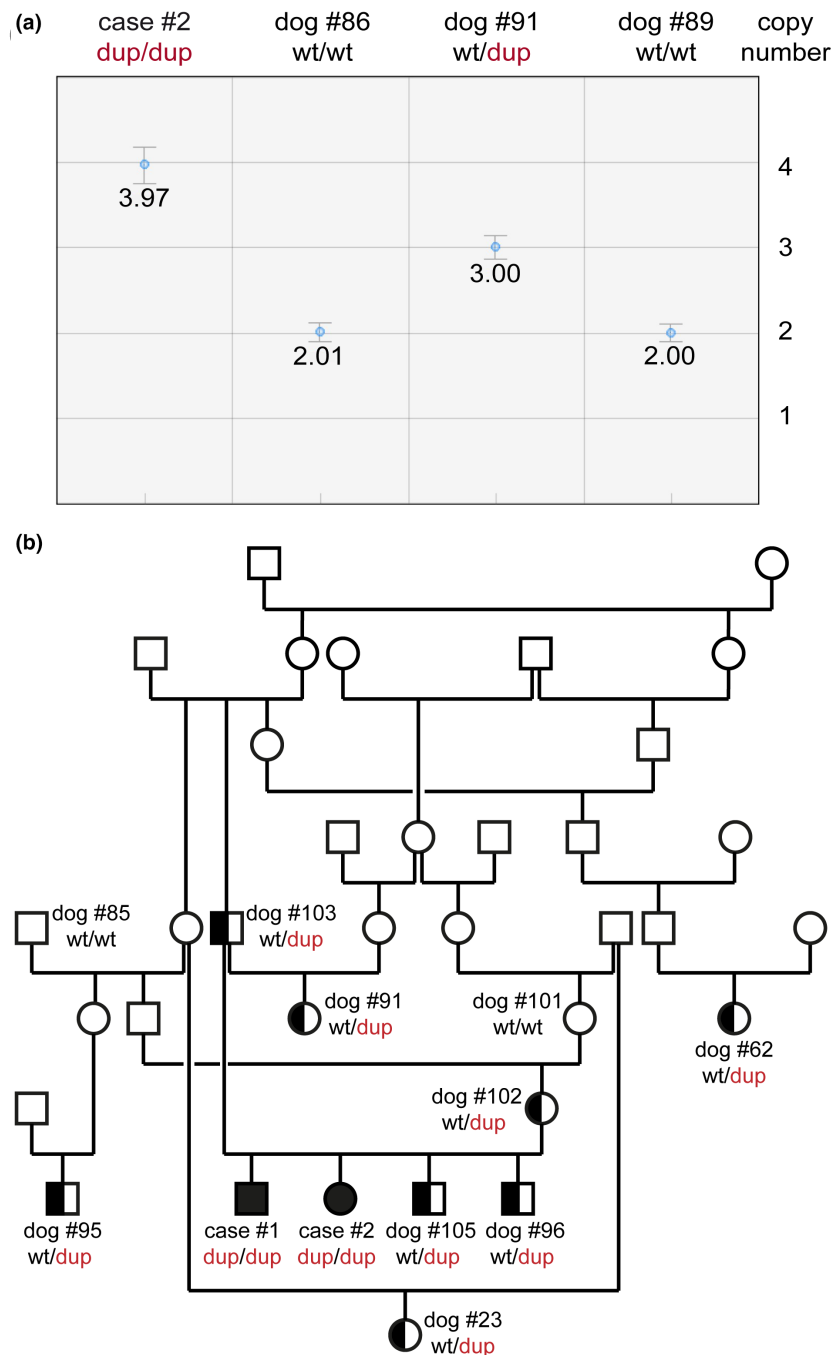 (a)
case #2 dog #86 dog #91 dog #89 copy
dup/dup wt/wt wt/dup wt/wt number
4
3.97
3
3.00
2
2.01 2.00
1
(b)
dog #85
wt/wt
dog #103
wt/dup
dog #91
wt/dup
dog #101
wt/wt
dog #62
wt/dup
dog #102
wt/dup
dog #95
wt/dup
case #1
dup/dup
case #2
dup/dup
dog #105
wt/dup
dog #96
wt/dup
dog #23
wt/dup